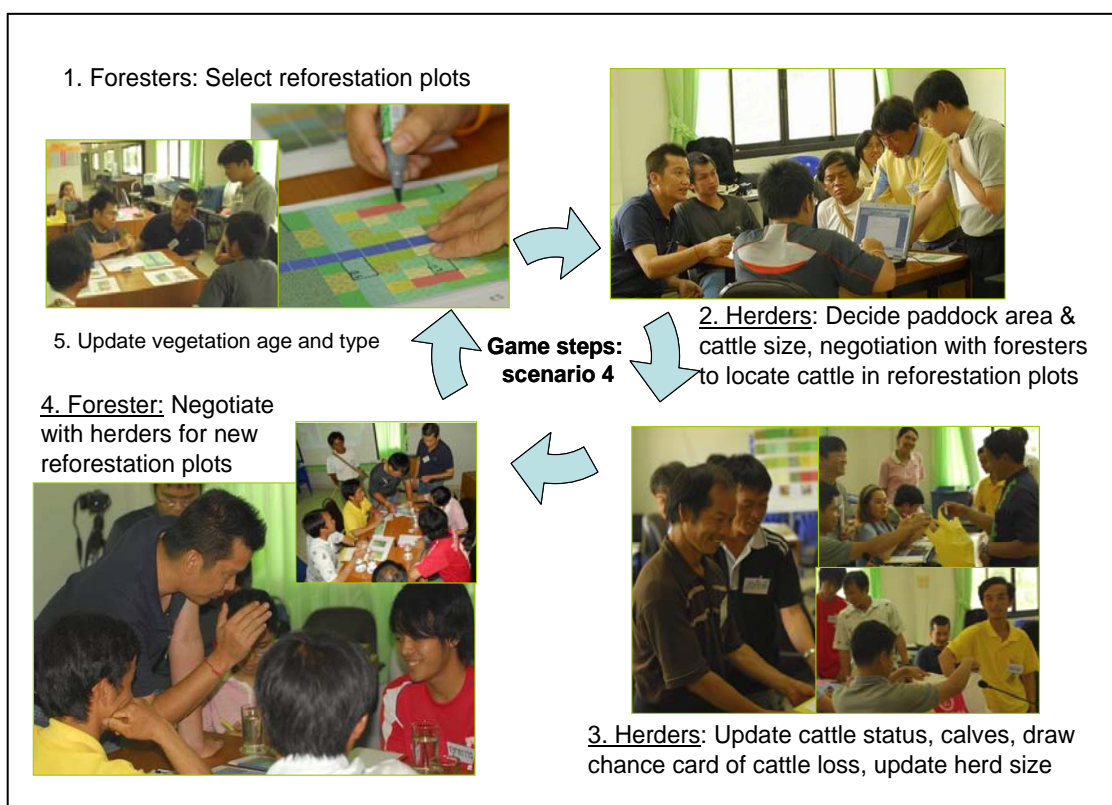 1. Foresters: Select reforestation plots
2. Herders: Decide paddock area &
cattle size, negotiation with foresters
to locate cattle in reforestation plots
3. Herders: Update cattle status, calves, draw
chance card of cattle loss, update herd size
4. Forester: Negotiate
with herders for new
reforestation plots
5. Update vegetation age and type
Game steps:
scenario 4